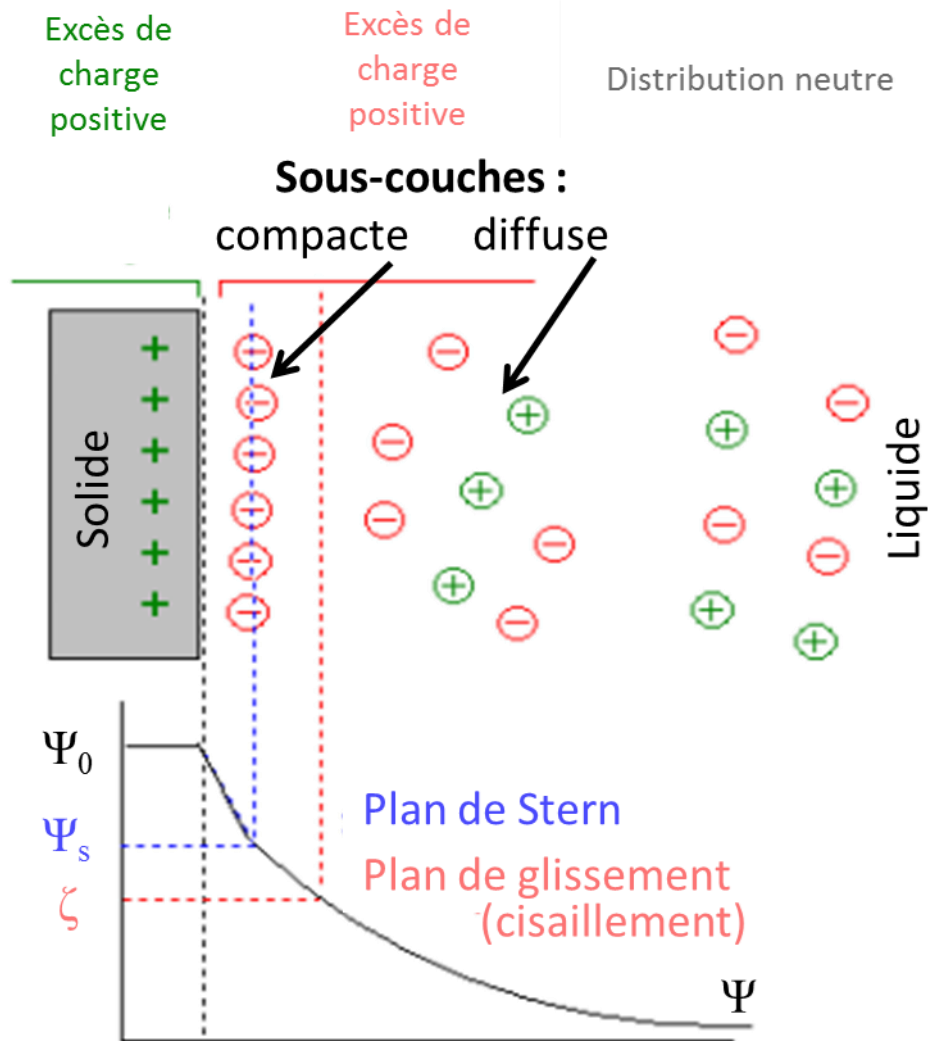 Excès de
charge
positive
Excès de
charge
positive
Distribution neutre
Sous-couches :
compacte
diffuse
Solide
Liquide
Ψ0
Ψs
ζ
Plan de Stern
Plan de glissement
(cisaillement)
Ψ